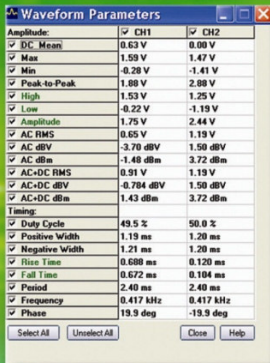 Waveform Parameters
Amplitude: CH1 CH2
DC Mean 0.63 V 0.00 V
Max 1.59 V 1.47 V
Min -0.28 V -1.41 V
Peak-to-Peak 1.88 V 2.88 V
High 1.53 V 1.25 V
Low -0.22 V -1.19 V
Amplitude 1.75 V 2.44 V
AC RMS 0.65 V 1.19 V
AC dBV -3.70 dBV 1.50 dBV
AC dBm -1.48 dBm 3.72 dBm
AC+DC RMS 0.91 V 1.19 V
AC+DC dBV -0.784 dBV 1.50 dBV
AC+DC dBm 1.43 dBm 3.72 dBm
Timing:
Duty Cycle 49.5 % 50.0 %
Positive Width 1.19 ms 1.20 ms
Negative Width 1.21 ms 1.20 ms
Rise Time 0.688 ms 0.120 ms
Fall Time 0.672 ms 0.104 ms
Period 2.40 ms 2.40 ms
Frequency 0.417 kHz 0.417 kHz
Phase 19.9 deg -19.9 deg
Select All Unselect All Close Help